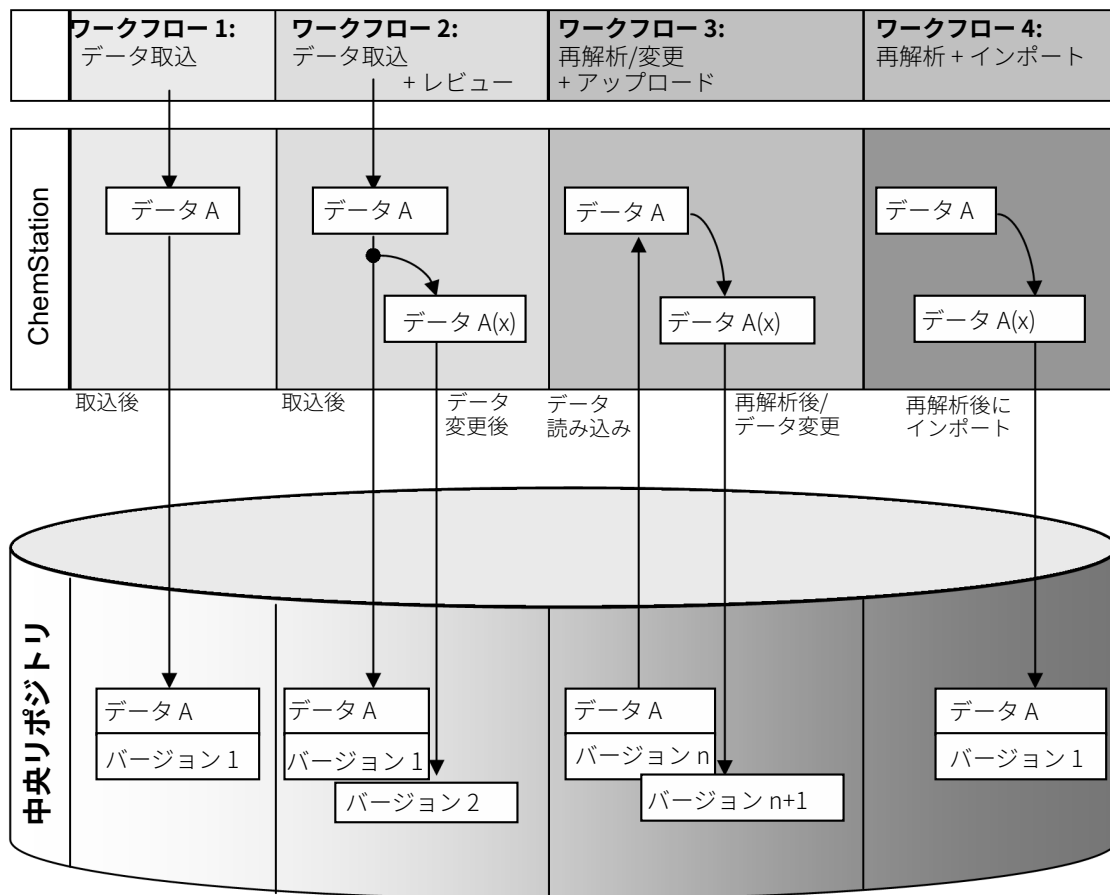 ワークフロー 1:
データ取込
ワークフロー 2:
データ取込
+ レビュー
ワークフロー 3:
再解析/変更
+ アップロード
ワークフロー 4:
再解析 + インポート
ChemStation
データ A
データ A
データ A(x)
データ A
データ A(x)
データ A
データ A(x)
取込後
取込後
データ
変更後
データ
読み込み
再解析後/
データ変更
再解析後に
インポート
中央リポジトリ
データ A
バージョン 1
データ A
バージョン 1
バージョン 2
データ A
バージョン n
バージョン n+1
データ A
バージョン 1